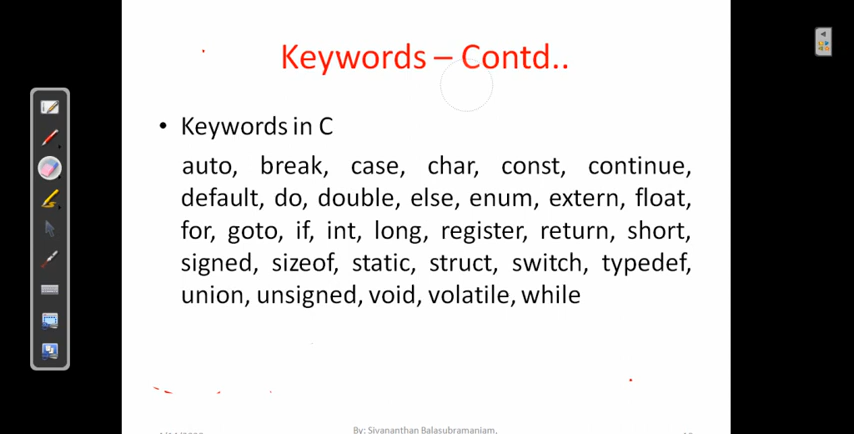 Keywords – Contd..
• Keywords in C
auto, break, case, char, const, continue,
default, do, double, else, enum, extern, float,
for, goto, if, int, long, register, return, short,
signed, sizeof, static, struct, switch, typedef,
union, unsigned, void, volatile, while
By: Sivananthan Balasubramaniam,